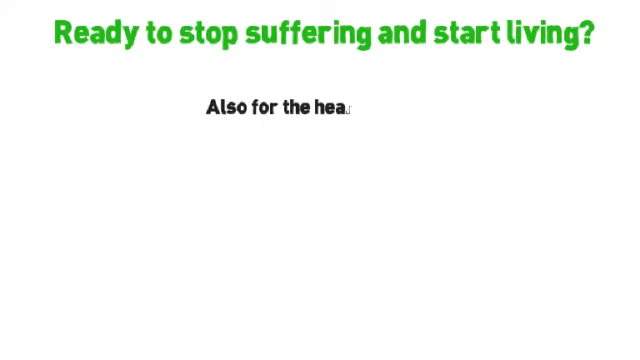 Ready to stop suffering and start living?
Also for the hea